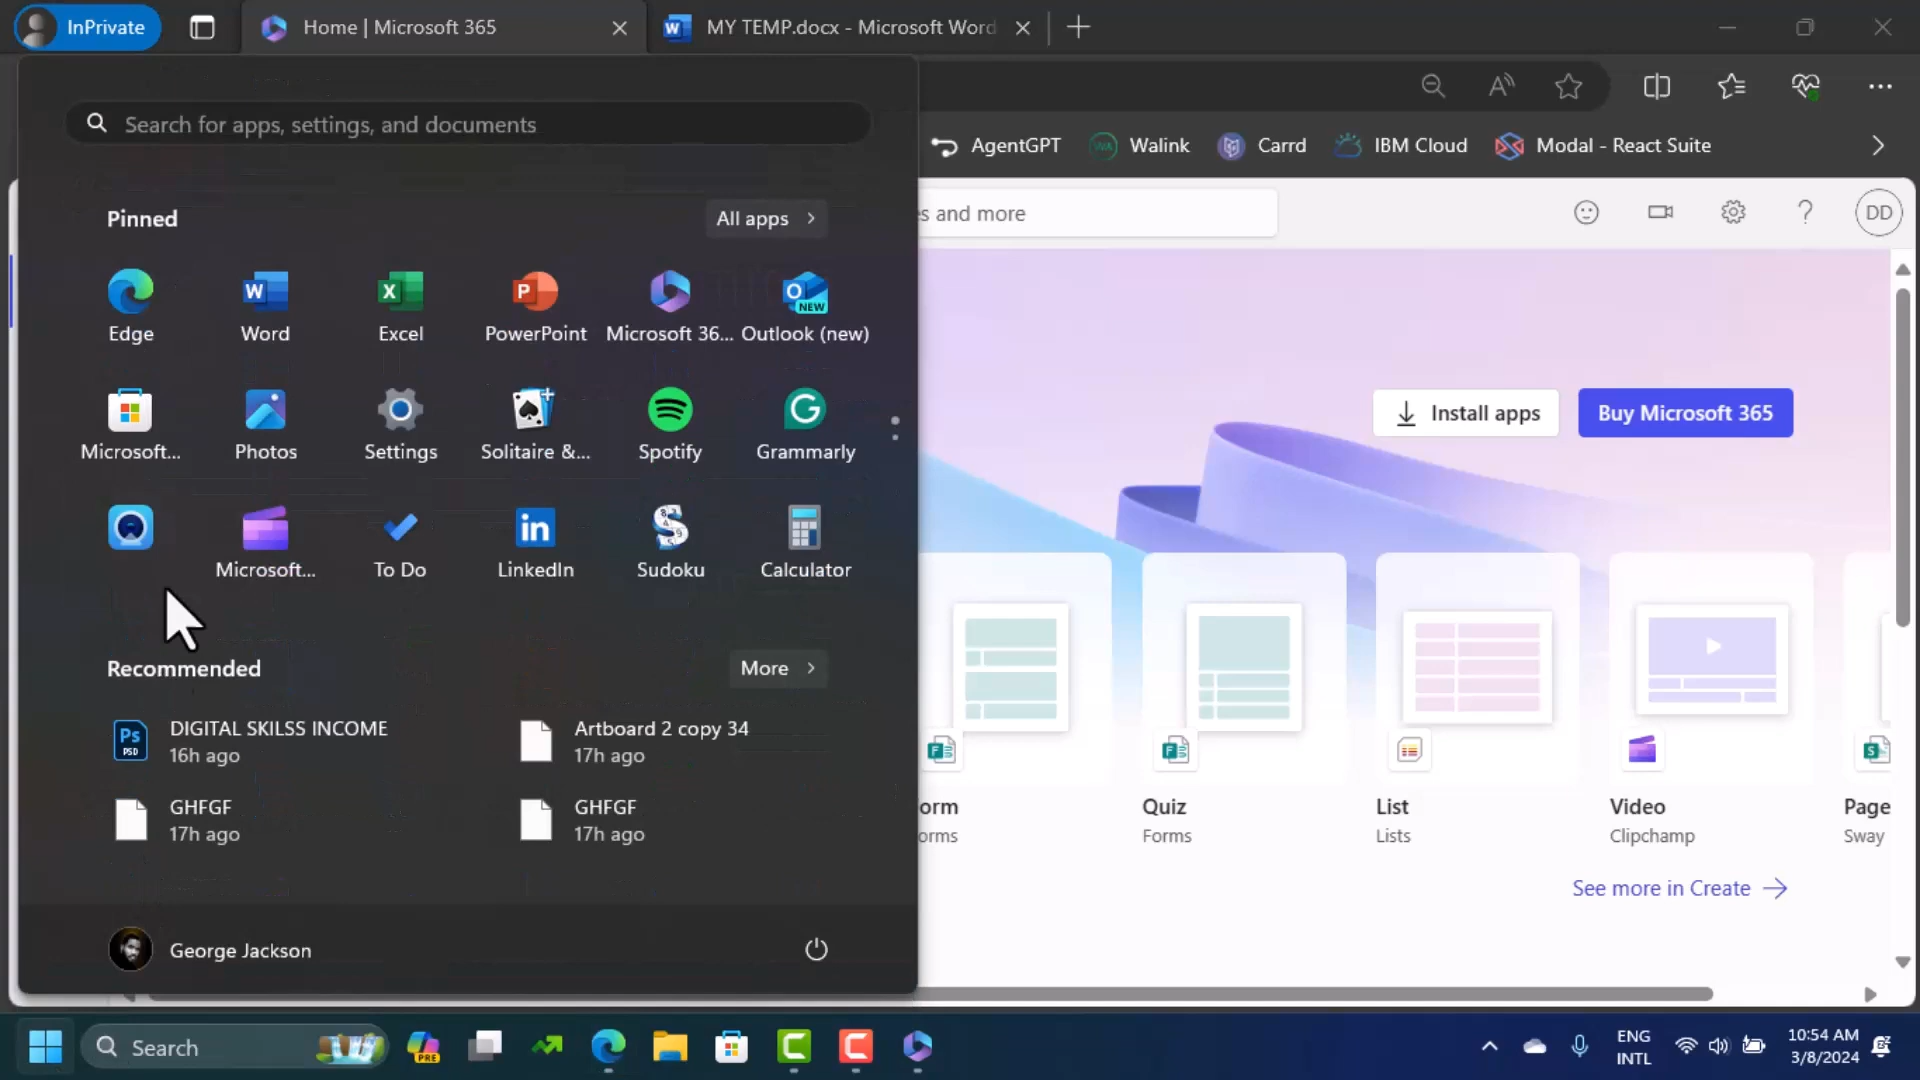 InPrivate
Home | Microsoft 365
MY TEMP.docx - Microsoft Word
Search for apps, settings, and documents
AgentGPT
Walink
Carrd
IBM Cloud
Modal - React Suite
s and more
DD
Pinned
All apps
Edge
Word
Excel
PowerPoint
Microsoft 36...
Outlook (new)
Microsoft...
Photos
Settings
Solitaire &...
Spotify
Grammarly
Microsoft...
To Do
LinkedIn
Sudoku
Calculator
Install apps
Buy Microsoft 365
Recommended
More
DIGITAL SKILSS INCOME
16h ago
Artboard 2 copy 34
17h ago
GHFGF
17h ago
GHFGF
17h ago
orm
orms
Quiz
Forms
List
Lists
Video
Clipchamp
Page
Sway
See more in Create
George Jackson
Search
PRE
ENG
INTL
10:54 AM
3/8/2024